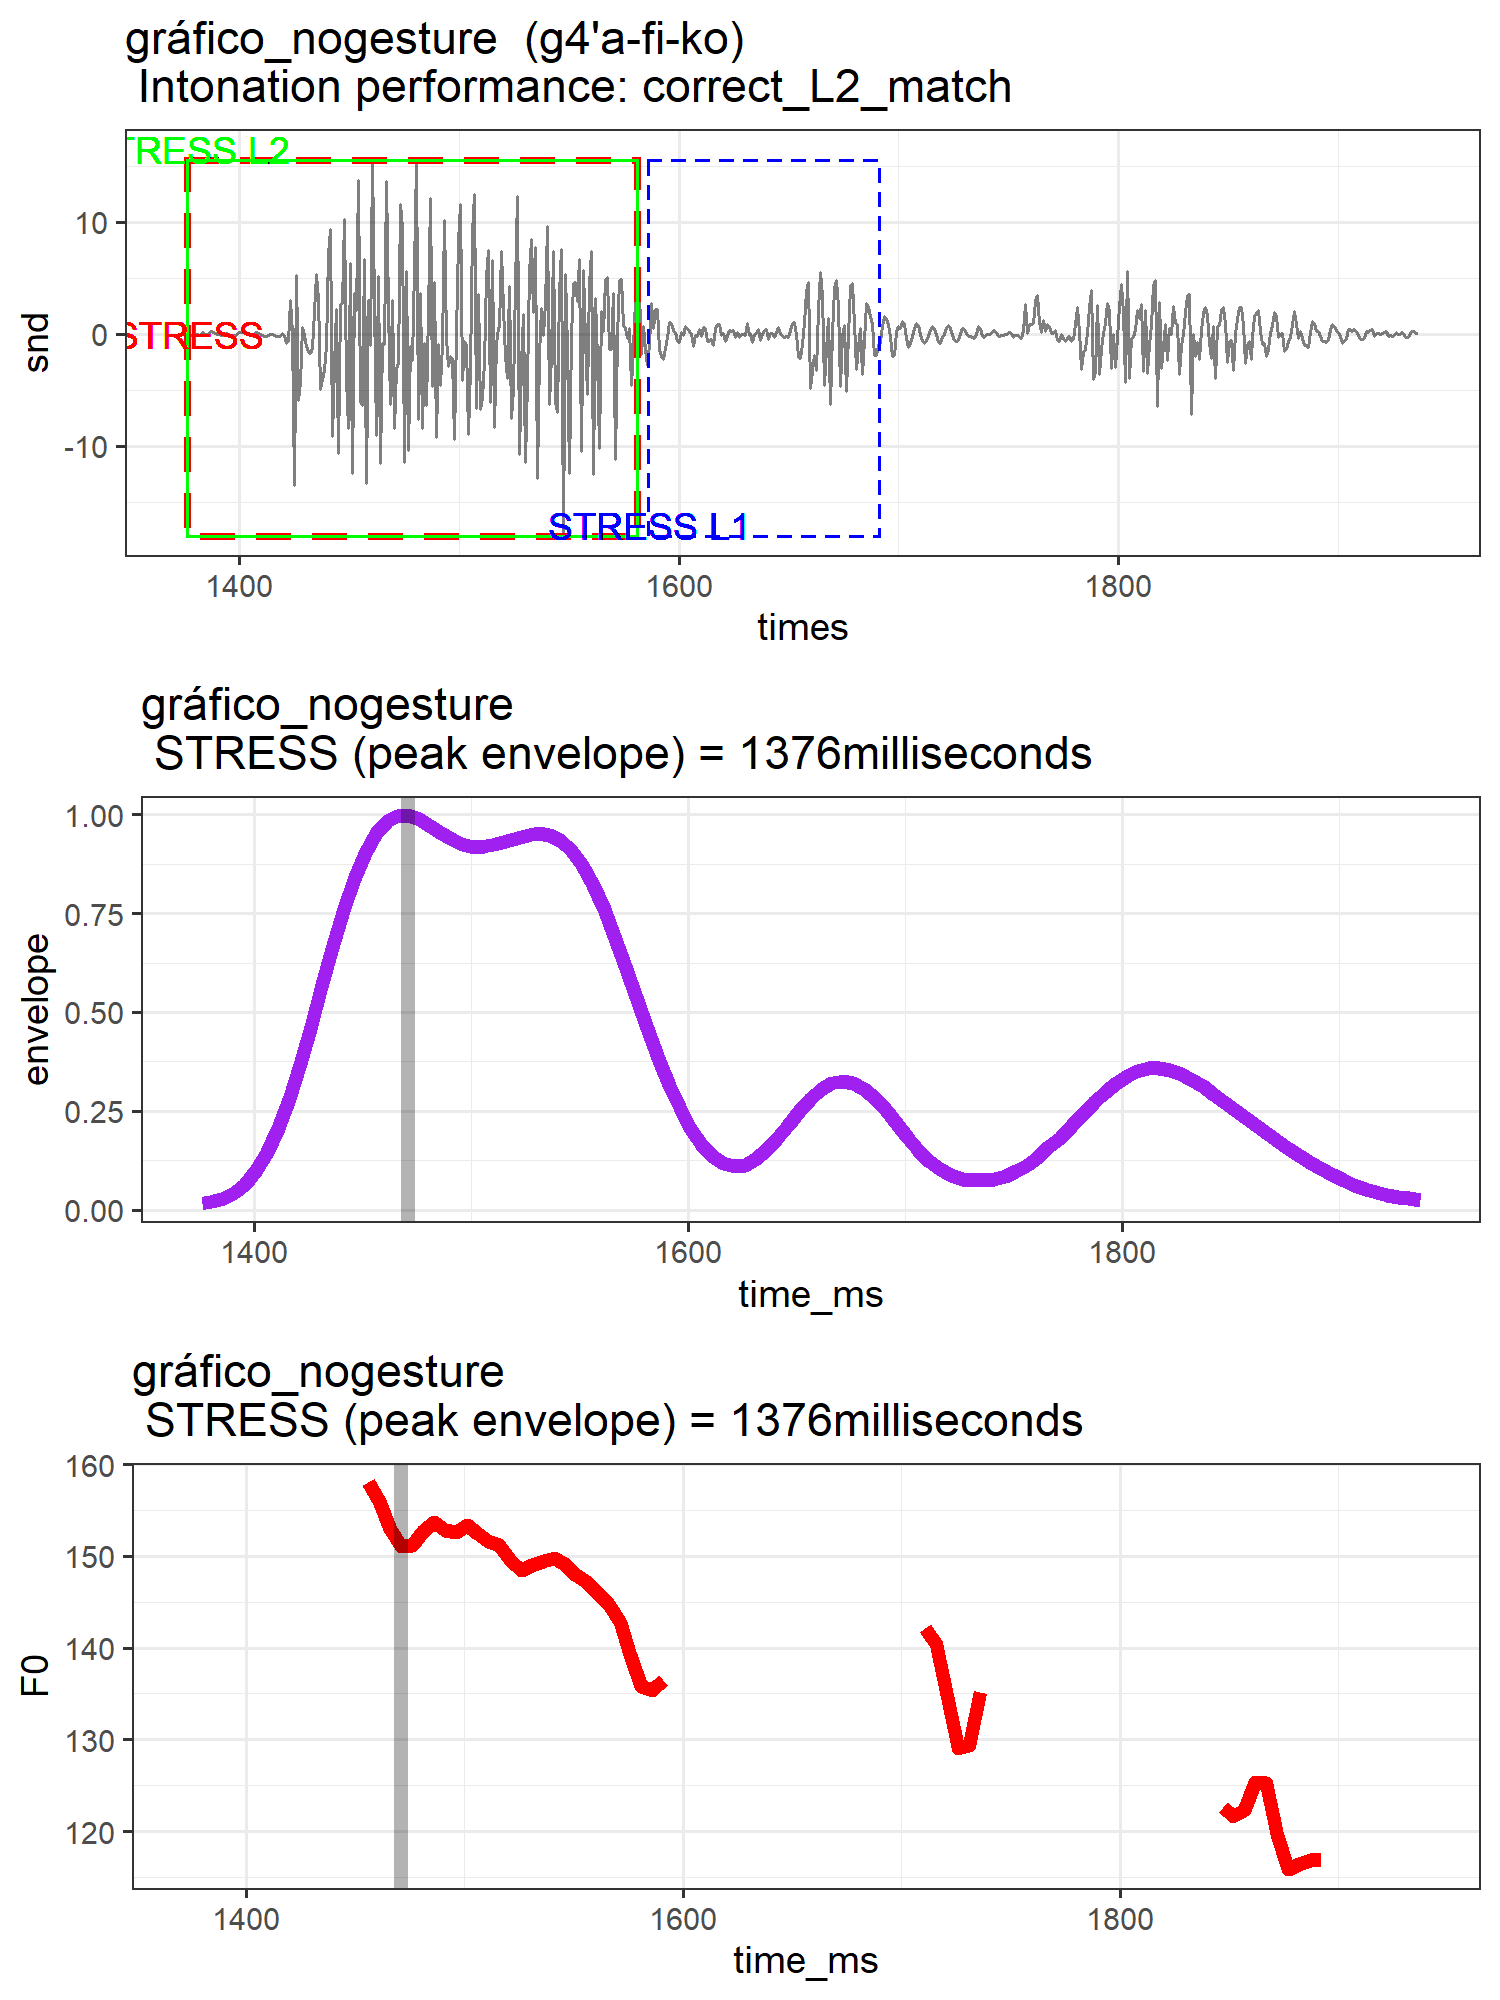 gráfico_nogesture  (g4'a-fi-ko)
Intonation performance: correct_L2_match
TRESS L2
STRESS
STRESS L1
snd
10
0
-10
1400
1600
1800
times
gráfico_nogesture
STRESS (peak envelope) = 1376milliseconds
envelope
1.00
0.75
0.50
0.25
0.00
1400
1600
1800
time_ms
gráfico_nogesture
STRESS (peak envelope) = 1376milliseconds
F0
160
150
140
130
120
1400
1600
1800
time_ms